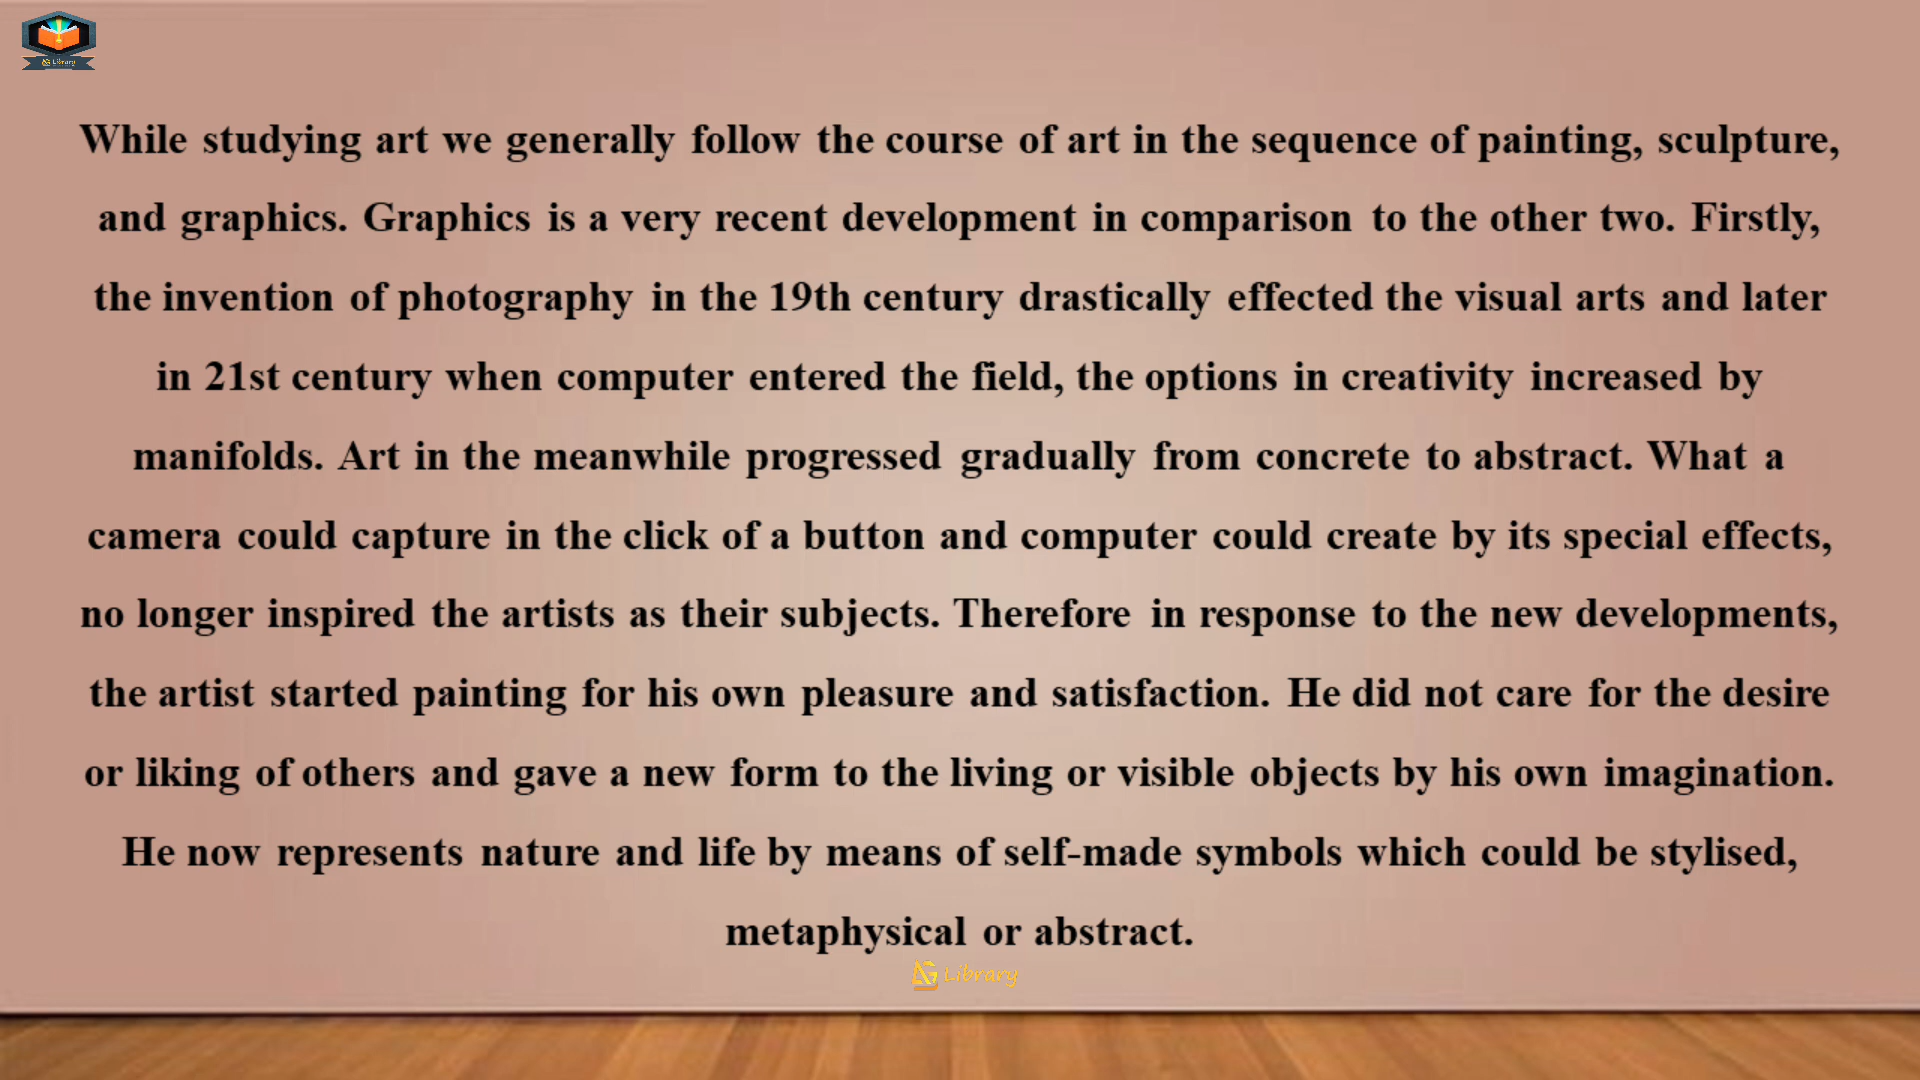 NG Library
While studying art we generally follow the course of art in the sequence of painting, sculpture,
and graphics. Graphics is a very recent development in comparison to the other two. Firstly,
the invention of photography in the 19th century drastically effected the visual arts and later
in 21st century when computer entered the field, the options in creativity increased by
manifolds. Art in the meanwhile progressed gradually from concrete to abstract. What a
camera could capture in the click of a button and computer could create by its special effects,
no longer inspired the artists as their subjects. Therefore in response to the new developments,
the artist started painting for his own pleasure and satisfaction. He did not care for the desire
or liking of others and gave a new form to the living or visible objects by his own imagination.
He now represents nature and life by means of self-made symbols which could be stylised,
metaphysical or abstract.
NG Library